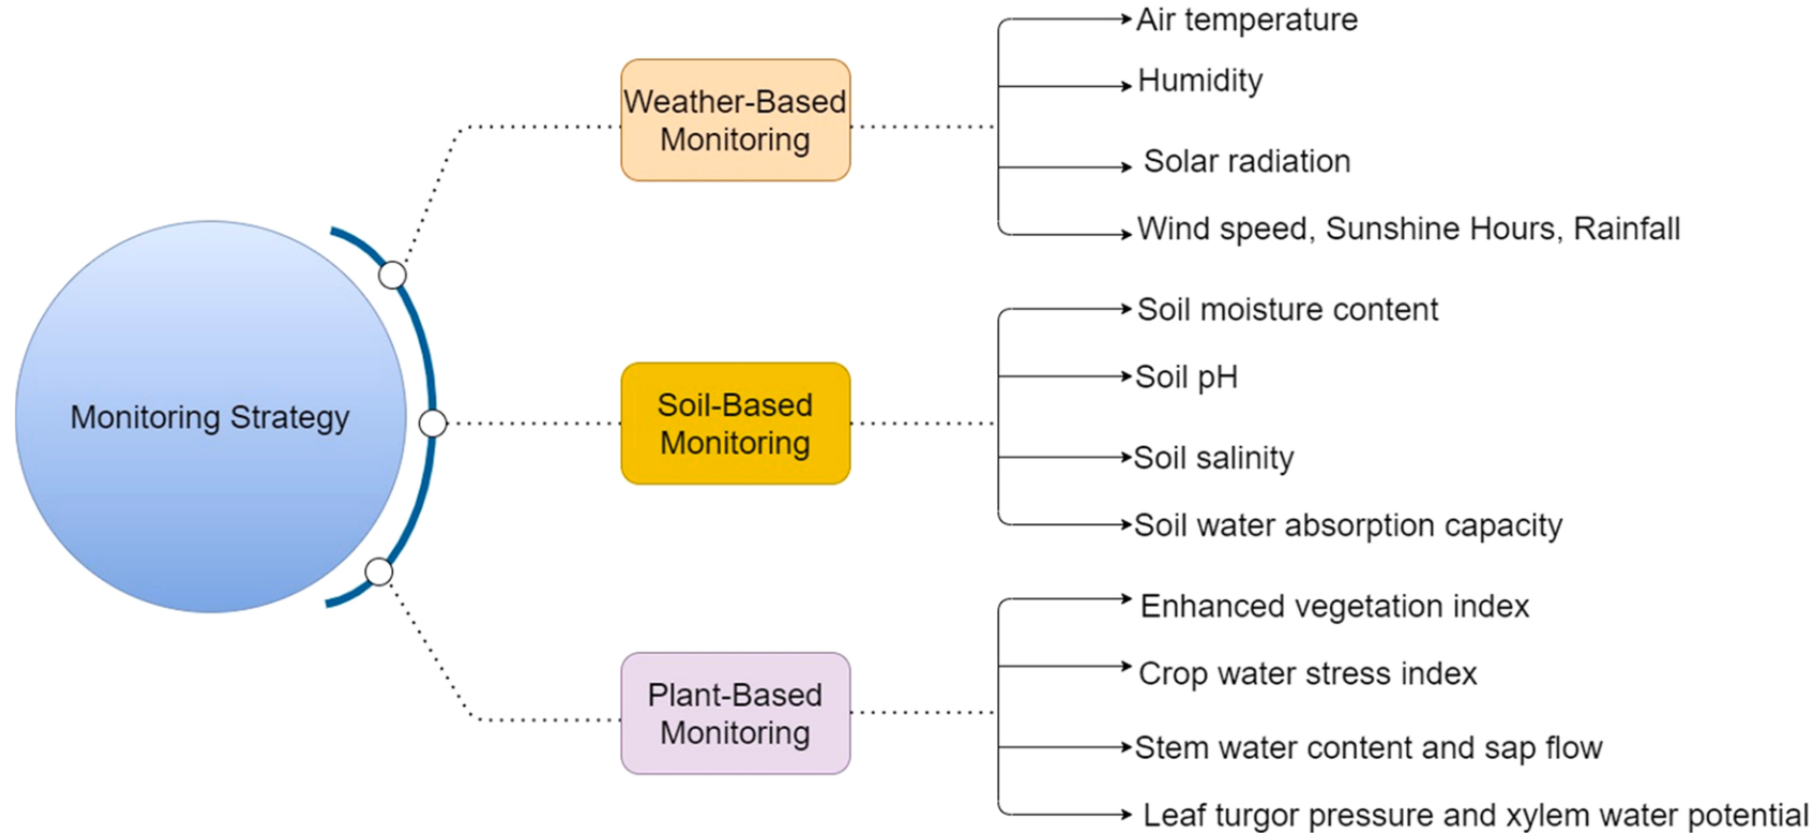 Monitoring Strategy
Weather-Based
Monitoring
Air temperature
Humidity
Solar radiation
Wind speed, Sunshine Hours, Rainfall
Soil-Based
Monitoring
Soil moisture content
Soil pH
Soil salinity
Soil water absorption capacity
Plant-Based
Monitoring
Enhanced vegetation index
Crop water stress index
Stem water content and sap flow
Leaf turgor pressure and xylem water potential